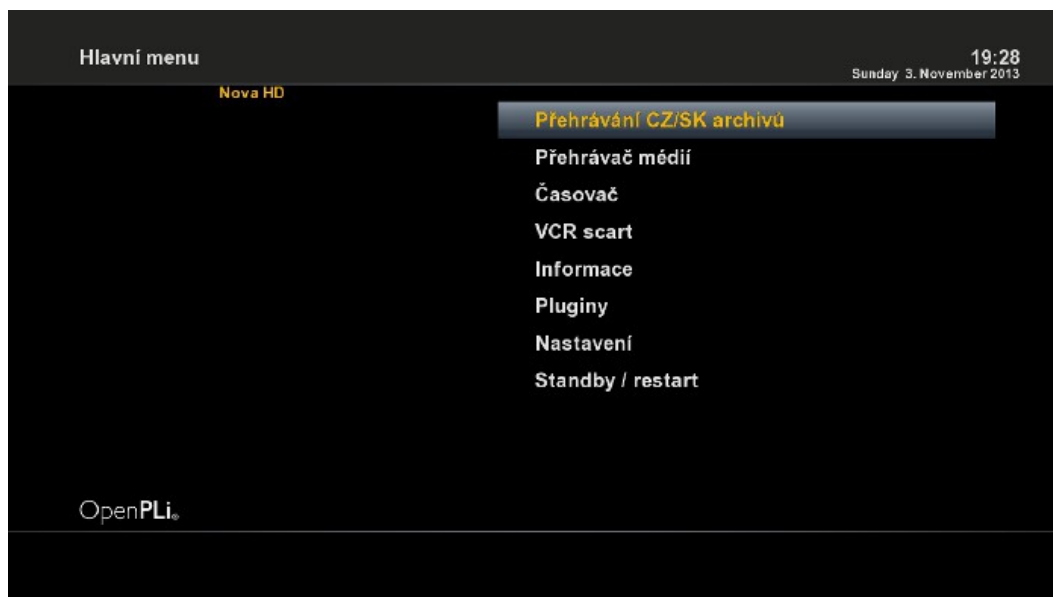 Hlavní menu
19:28
Sunday 3. November 2013
Nova HD
Přehrávání CZ/SK archivů
Přehrávač médií
Časovač
VCR scart
Informace
Pluginy
Nastavení
Standby / restart
OpenPLi®